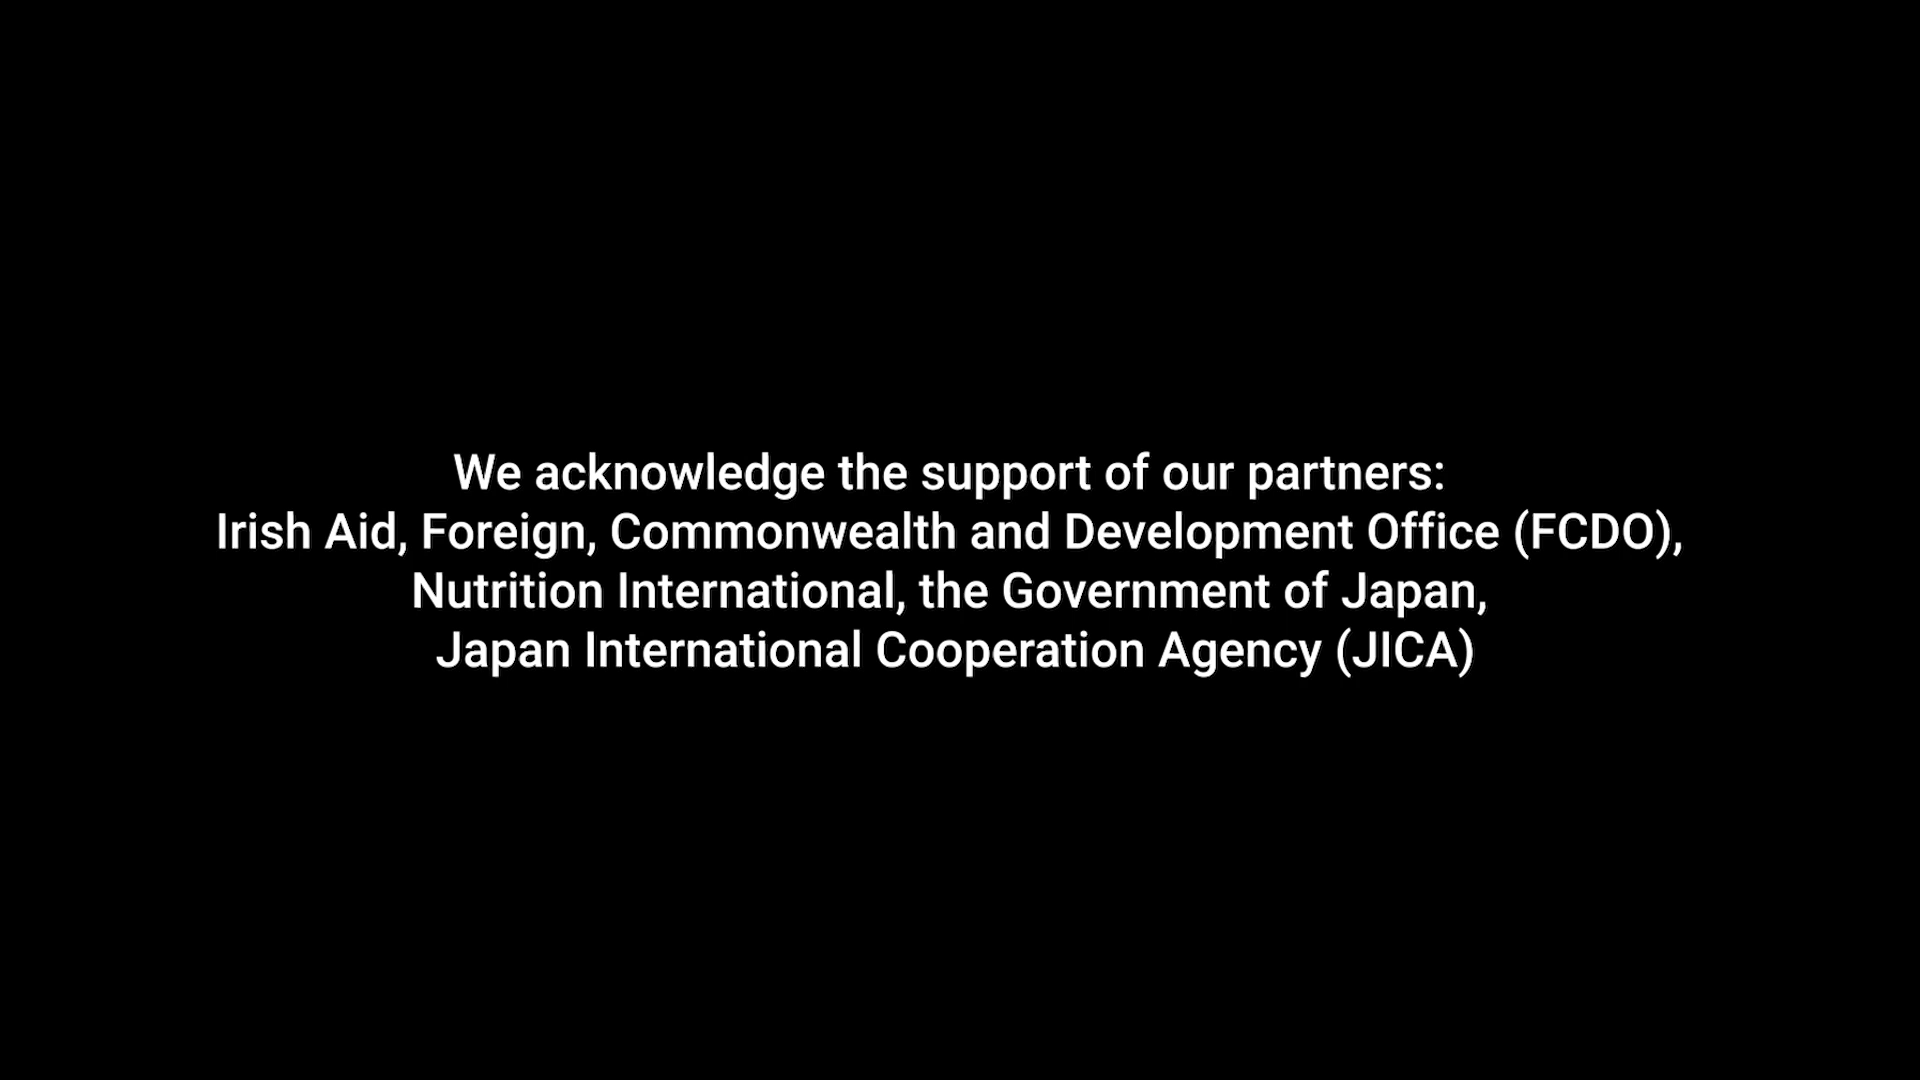 We acknowledge the support of our partners:
Irish Aid, Foreign, Commonwealth and Development Office (FCDO),
Nutrition International, the Government of Japan,
Japan International Cooperation Agency (JICA)